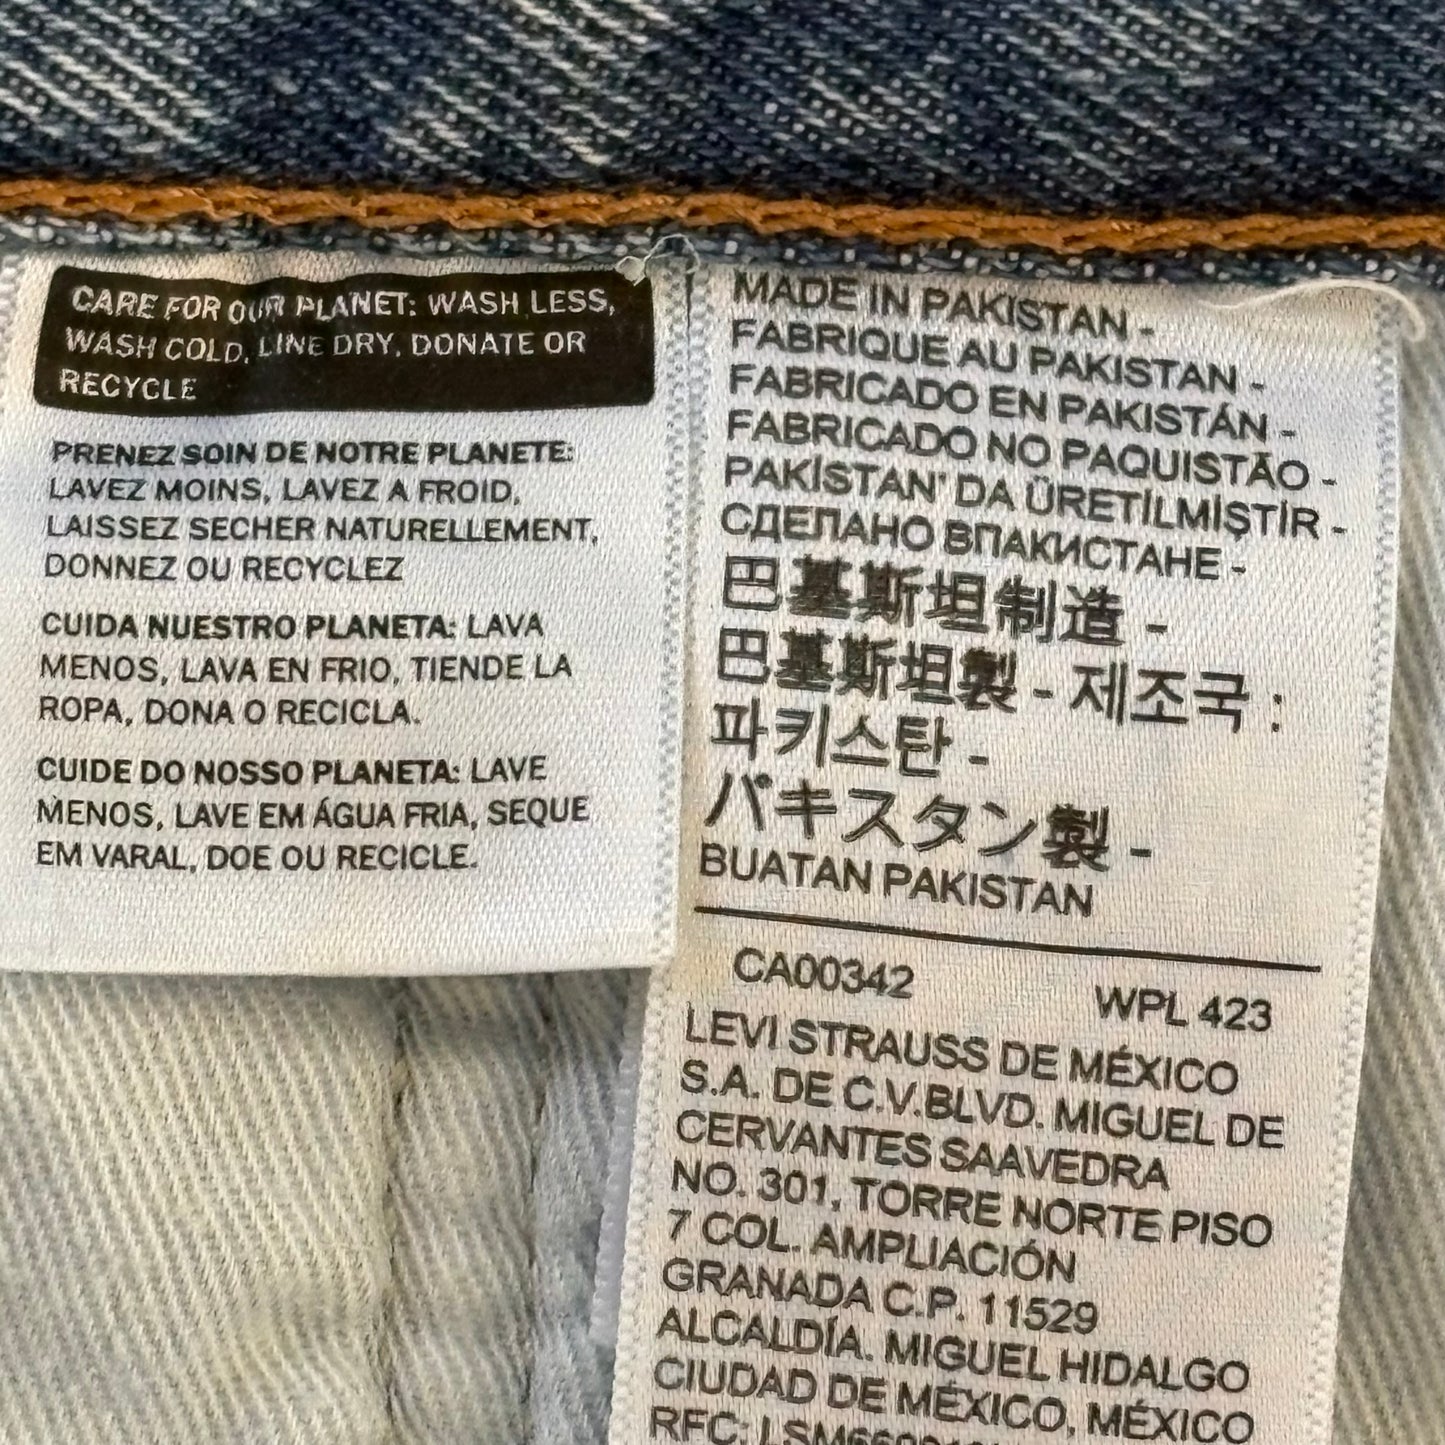 CARE FOR OUR PLANET: WASH LESS,
WASH COLD, LINE DRY, DONATE OR
RECYCLE
PRENEZ SOIN DE NOTRE PLANETE:
LAVEZ MOINS, LAVEZ A FROID,
LAISSEZ SECHER NATURELLEMENT,
DONNEZ OU RECYCLEZ
CUIDA NUESTRO PLANETA: LAVA
MENOS, LAVA EN FRIO, TIENDE LA
ROPA, DONA O RECICLA.
CUIDE DO NOSSO PLANETA: LAVE
MENOS, LAVE EM ÁGUA FRIA, SEQUE
EM VARAL, DOE OU RECICLE.
MADE IN PAKISTAN -
FABRIQUE AU PAKISTAN -
FABRICADO EN PAKISTÁN -
FABRICADO NO PAQUISTÃO -
PAKİSTAN' DA ÜRETİLMİŞTİR -
СДЕЛАНО ВПАКИСТАНЕ -
巴基斯坦制造 -
巴基斯坦製 - 제조국 :
파키스탄 -
パキスタン製 -
BUATAN PAKISTAN
CA00342 WPL 423
LEVI STRAUSS DE MÉXICO
S.A. DE C.V.BLVD. MIGUEL DE
CERVANTES SAAVEDRA
NO. 301, TORRE NORTE PISO
7 COL. AMPLIACIÓN
GRANADA C.P. 11529
ALCALDÍA. MIGUEL HIDALGO
CIUDAD DE MÉXICO, MÉXICO
RFC: